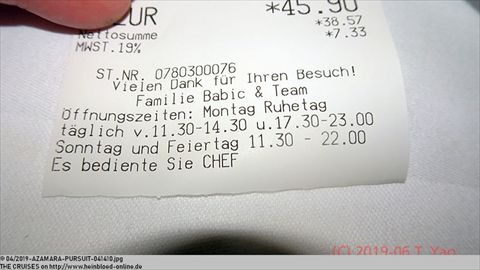 EUR *45.90
Nettosumme *38.57
MWST.19% *7.33
ST.NR. 0780300076
Vielen Dank für Ihren Besuch!
Familie Babic & Team
Öffnungszeiten: Montag Ruhetag
täglich v.11.30-14.30 u.17.30-23.00
Sonntag und Feiertag 11.30 - 22.00
Es bediente Sie CHEF
(C) 2019-06 T. Yao
© 04/2019-AZAMARA-PURSUIT-041410.jpg
THE CRUISES on http://www.heinbloed-online.de